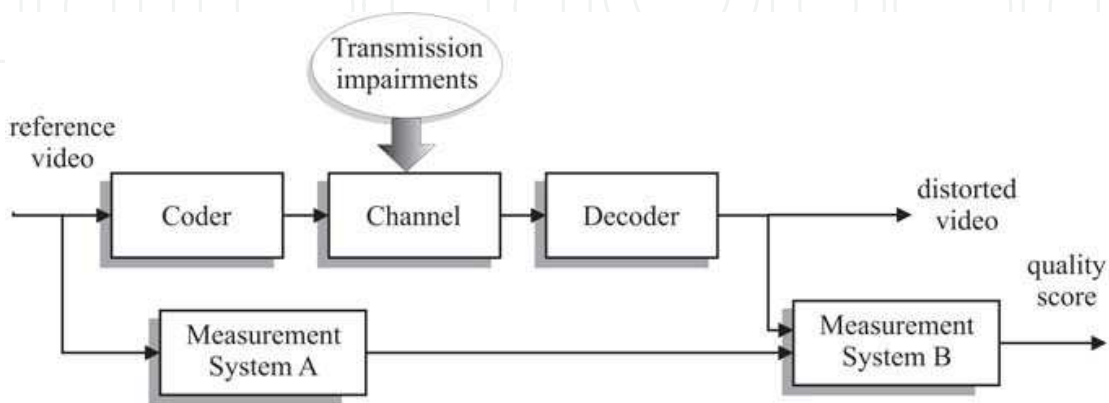 Transmission
impairments
reference
video
Coder
Channel
Decoder
distorted
video
quality
score
Measurement
System A
Measurement
System B